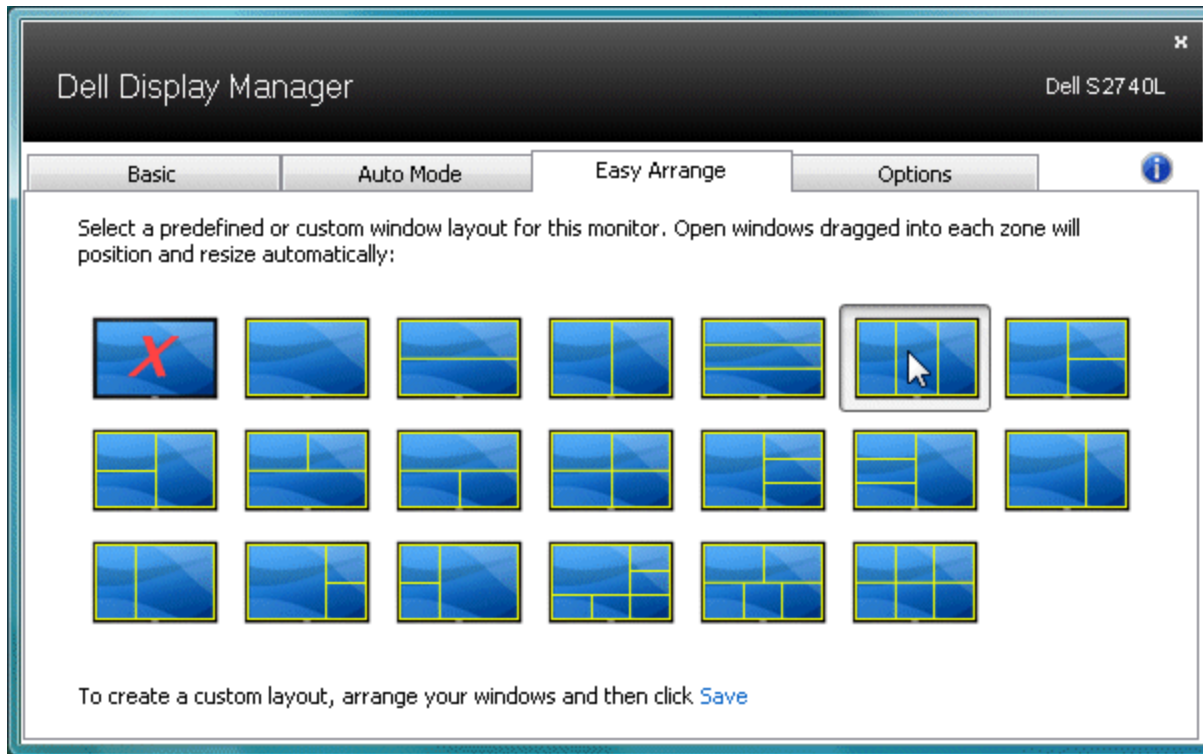 Dell Display Manager
Dell S2740L
Basic
Auto Mode
Easy Arrange
Options
Select a predefined or custom window layout for this monitor. Open windows dragged into each zone will
position and resize automatically:
To create a custom layout, arrange your windows and then click Save